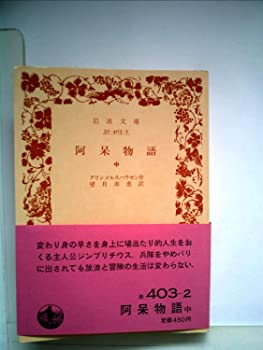 岩波文庫
32-403-2
阿呆物語
中
グリンメルスハウゼン作
望月市恵訳
変わり身の早さを身上に場当たり的人生をお
くる主人公ジンプリチウス。兵隊をやめパリ
に出されても放浪と冒険の生活は変わらない.
赤 403-2
阿呆物語 中
定価450円